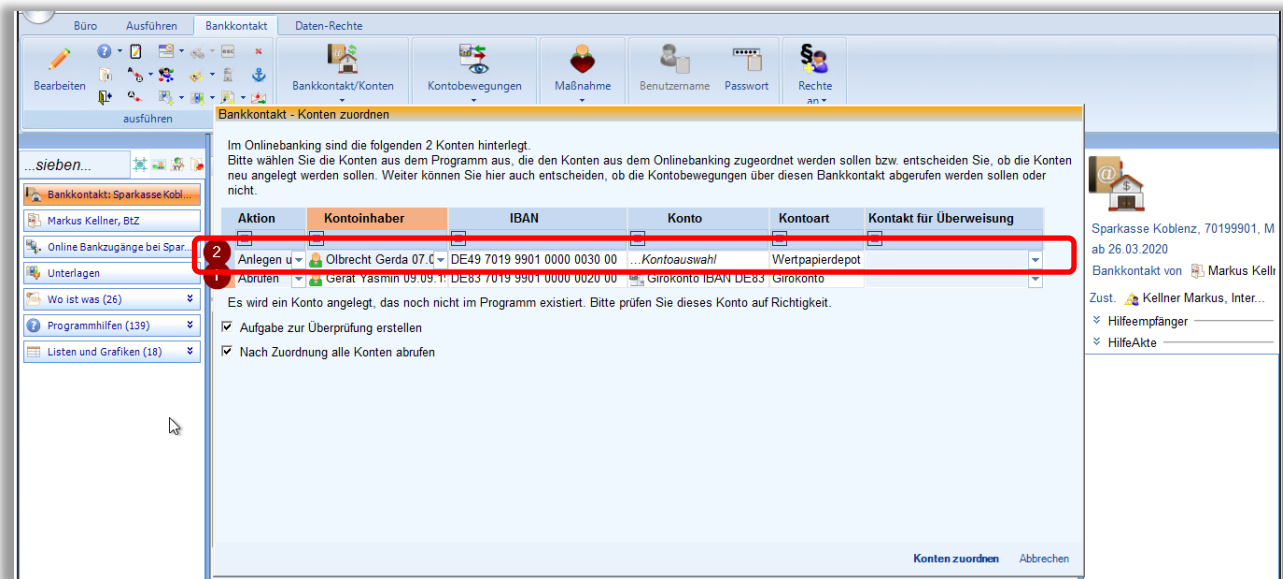 Büro Ausführen Bankkontakt Daten-Rechte
Bearbeiten
Bankkontakt/Konten
Kontobewegungen
Maßnahme
Benutzername
Passwort
Rechte
an
ausführen
...sieben...
Bankkontakt: Sparkasse Kobl...
Markus Kellner, BtZ
Online Bankzugänge bei Spar...
Unterlagen
Wo ist was (26)
Programmhilfen (139)
Listen und Grafiken (18)
Bankkontakt - Konten zuordnen
Im Onlinebanking sind die folgenden 2 Konten hinterlegt.
Bitte wählen Sie die Konten aus dem Programm aus, die den Konten aus dem Onlinebanking zugeordnet werden sollen bzw. entscheiden Sie, ob die Konten
neu angelegt werden sollen. Weiter können Sie hier auch entscheiden, ob die Kontobewegungen über diesen Bankkontakt abgerufen werden sollen oder
nicht.
Aktion Kontoinhaber IBAN Konto Kontoart Kontakt für Überweisung
2 Anlegen u Olbrecht Gerda 07.0 DE49 7019 9901 0000 0030 00 ...Kontoauswahl Wertpapierdepot
1 Abrufen Gerat Yasmin 09.09.1 DE83 7019 9901 0000 0020 00 Girokonto IBAN DE83 Girokonto
Es wird ein Konto angelegt, das noch nicht im Programm existiert. Bitte prüfen Sie dieses Konto auf Richtigkeit.
Aufgabe zur Überprüfung erstellen
Nach Zuordnung alle Konten abrufen
Konten zuordnen Abbrechen
Sparkasse Koblenz, 70199901, M
ab 26.03.2020
Bankkontakt von Markus Kelln
Zust. Kellner Markus, Inter...
Hilfeempfänger
HilfeAkte